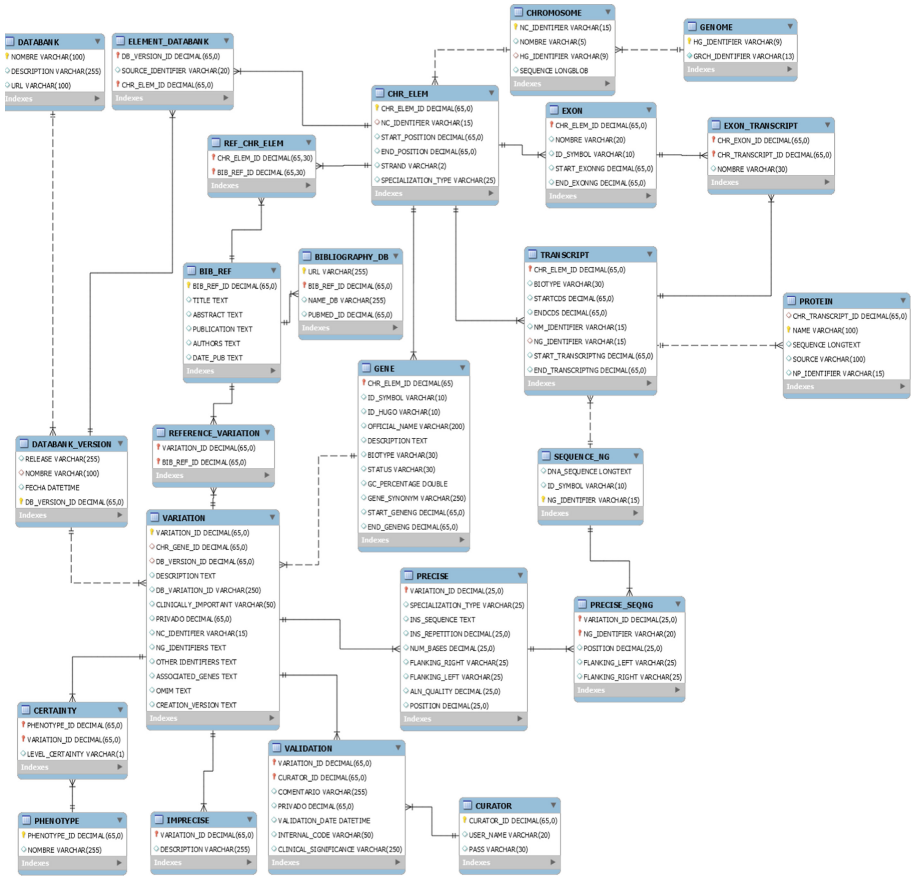 DATABANK
NOMBRE VARCHAR(100)
DESCRIPTION VARCHAR(255)
URL VARCHAR(100)
Indexes
ELEMENT_DATABANK
DB_VERSION_ID DECIMAL(65,0)
SOURCE_IDENTIFIER VARCHAR(20)
CHR_ELEM_ID DECIMAL(65,0)
Indexes
CHROMOSOME
NC_IDENTIFIER VARCHAR(15)
NOMBRE VARCHAR(5)
HG_IDENTIFIER VARCHAR(9)
SEQUENCE LONGBLOB
Indexes
GENOME
HG_IDENTIFIER VARCHAR(9)
GRCH_IDENTIFIER VARCHAR(13)
Indexes
CHR_ELEM
CHR_ELEM_ID DECIMAL(65,0)
NC_IDENTIFIER VARCHAR(15)
START_POSITION DECIMAL(65,0)
END_POSITION DECIMAL(65,0)
STRAND VARCHAR(2)
SPECIALIZATION_TYPE VARCHAR(25)
Indexes
EXON
CHR_ELEM_ID DECIMAL(65,0)
NOMBRE VARCHAR(20)
ID_SYMBOL VARCHAR(10)
START_EXONNG DECIMAL(65,0)
END_EXONNG DECIMAL(65,0)
Indexes
EXON_TRANSCRIPT
CHR_EXON_ID DECIMAL(65,0)
CHR_TRANSCRIPT_ID DECIMAL(65,0)
NOMBRE VARCHAR(30)
Indexes
REF_CHR_ELEM
CHR_ELEM_ID DECIMAL(65,30)
BIB_REF_ID DECIMAL(65,30)
Indexes
BIB_REF
BIB_REF_ID DECIMAL(65,0)
TITLE TEXT
ABSTRACT TEXT
PUBLICATION TEXT
AUTHORS TEXT
DATE_PUB TEXT
Indexes
BIBLIOGRAPHY_DB
URL VARCHAR(255)
BIB_REF_ID DECIMAL(65,0)
NAME_DB VARCHAR(255)
PUBMED_ID DECIMAL(65,0)
Indexes
TRANSCRIPT
CHR_ELEM_ID DECIMAL(65,0)
BIOTYPE VARCHAR(30)
STARTCDS DECIMAL(65,0)
ENDCDS DECIMAL(65,0)
NM_IDENTIFIER VARCHAR(15)
NG_IDENTIFIER VARCHAR(15)
START_TRANSCRIPTNG DECIMAL(65,0)
END_TRANSCRIPTNG DECIMAL(65,0)
Indexes
PROTEIN
CHR_TRANSCRIPT_ID DECIMAL(65,0)
NAME VARCHAR(100)
SEQUENCE LONGTEXT
SOURCE VARCHAR(100)
NP_IDENTIFIER VARCHAR(15)
Indexes
GENE
CHR_ELEM_ID DECIMAL(65)
ID_SYMBOL VARCHAR(10)
ID_HUGO VARCHAR(10)
OFFICIAL_NAME VARCHAR(200)
DESCRIPTION TEXT
BIOTYPE VARCHAR(30)
STATUS VARCHAR(30)
GC_PERCENTAGE DOUBLE
GENE_SYNONYM VARCHAR(250)
START_GENENG DECIMAL(65,0)
END_GENENG DECIMAL(65,0)
Indexes
DATABANK_VERSION
RELEASE VARCHAR(255)
NOMBRE VARCHAR(100)
FECHA DATETIME
DB_VERSION_ID DECIMAL(65,0)
Indexes
REFERENCE_VARIATION
VARIATION_ID DECIMAL(65,0)
BIB_REF_ID DECIMAL(65,0)
Indexes
SEQUENCE_NG
DNA_SEQUENCE LONGTEXT
ID_SYMBOL VARCHAR(10)
NG_IDENTIFIER VARCHAR(15)
Indexes
VARIATION
VARIATION_ID DECIMAL(65,0)
CHR_GENE_ID DECIMAL(65,0)
DB_VERSION_ID DECIMAL(65,0)
DESCRIPTION TEXT
DB_VARIATION_ID VARCHAR(250)
CLINICALLY_IMPORTANT VARCHAR(50)
PRIVADO DECIMAL(65,0)
NC_IDENTIFIER VARCHAR(15)
NG_IDENTIFIERS TEXT
OTHER IDENTIFIERS TEXT
ASSOCIATED_GENES TEXT
OMIM TEXT
CREATION_VERSION TEXT
Indexes
PRECISE
VARIATION_ID DECIMAL(25,0)
SPECIALIZATION_TYPE VARCHAR(25)
INS_SEQUENCE TEXT
INS_REPETITION DECIMAL(25,0)
NUM_BASES DECIMAL(25,0)
FLANKING_RIGHT VARCHAR(25)
FLANKING_LEFT VARCHAR(25)
ALN_QUALITY DECIMAL(25,0)
POSITION DECIMAL(25,0)
Indexes
PRECISE_SEQNG
VARIATION_ID DECIMAL(25,0)
NG_IDENTIFIER VARCHAR(20)
POSITION DECIMAL(25,0)
FLANKING_LEFT VARCHAR(25)
FLANKING_RIGHT VARCHAR(25)
Indexes
CERTAINTY
PHENOTYPE_ID DECIMAL(65,0)
VARIATION_ID DECIMAL(65,0)
LEVEL_CERTAINTY VARCHAR(1)
Indexes
PHENOTYPE
PHENOTYPE_ID DECIMAL(65,0)
NOMBRE VARCHAR(255)
Indexes
IMPRECISE
VARIATION_ID DECIMAL(65,0)
DESCRIPTION VARCHAR(255)
Indexes
VALIDATION
VARIATION_ID DECIMAL(65,0)
CURATOR_ID DECIMAL(65,0)
COMENTARIO VARCHAR(255)
PRIVADO DECIMAL(65,0)
VALIDATION_DATE DATETIME
INTERNAL_CODE VARCHAR(50)
CLINICAL_SIGNIFICANCE VARCHAR(250)
Indexes
CURATOR
CURATOR_ID DECIMAL(65,0)
USER_NAME VARCHAR(20)
PASS VARCHAR(30)
Indexes